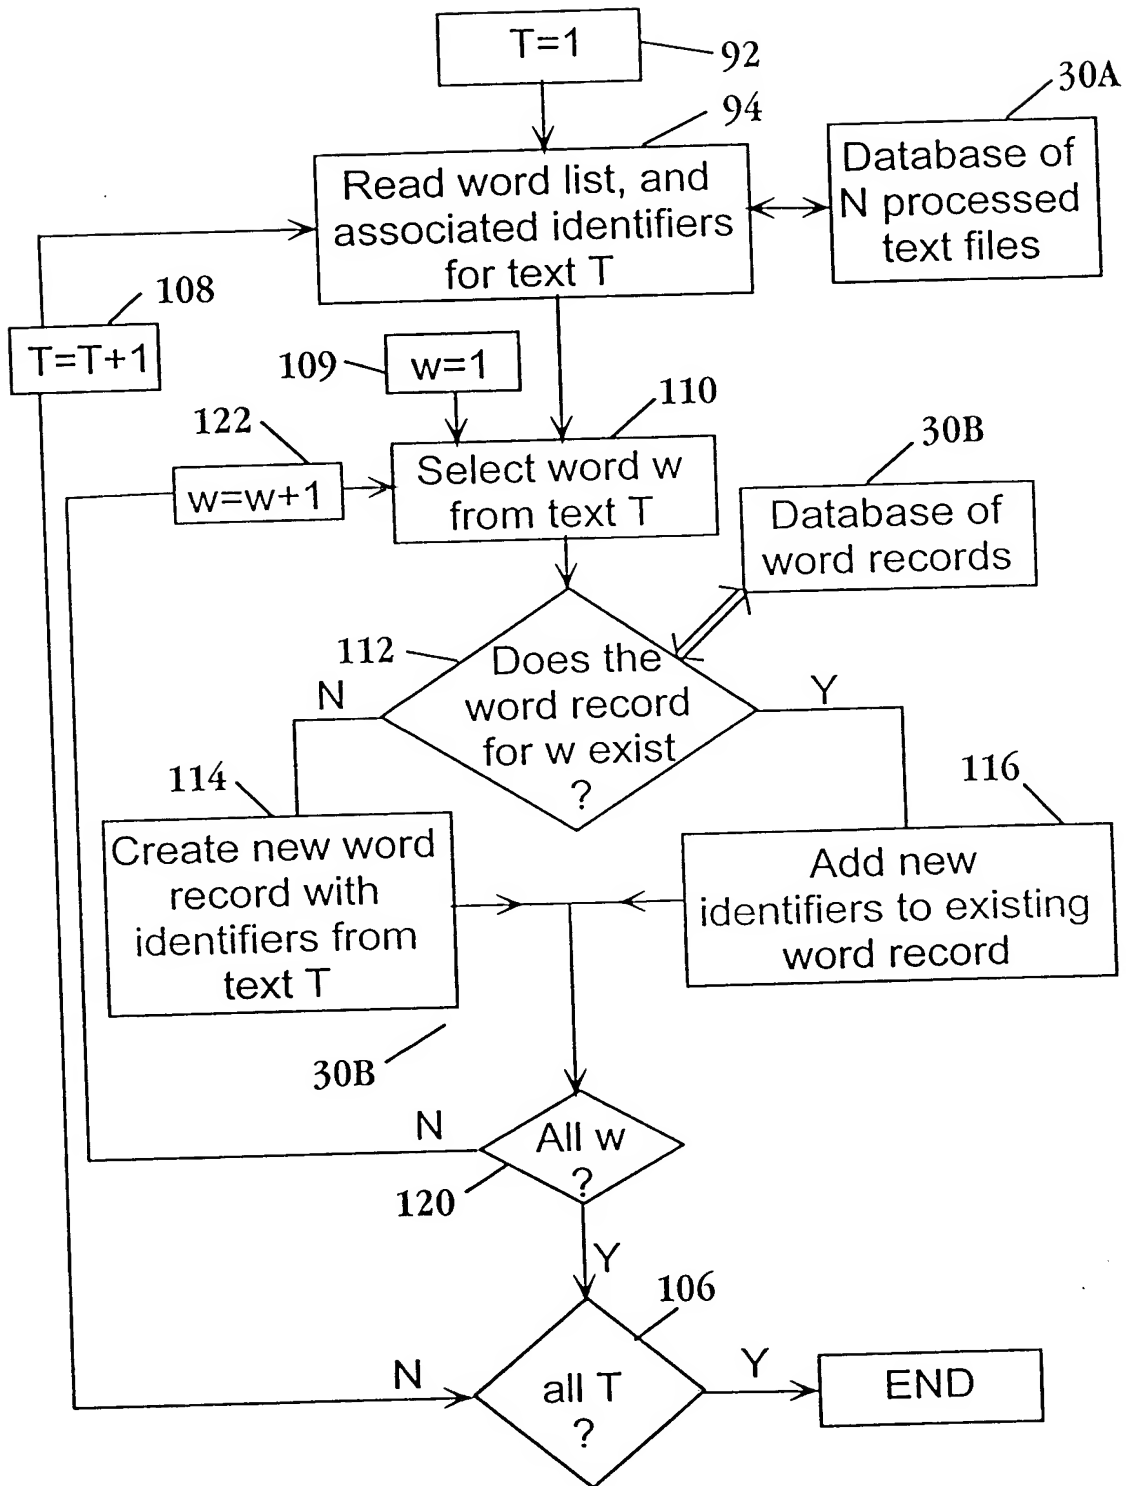 T=1
92
30A
94
Read word list, and
associated identifiers
for text T
Database of
N processed
text files
108
T=T+1
109
w=1
110
122
w=w+1
Select word w
from text T
30B
Database of
word records
112
Does the
word record
for w exist
?
N
Y
114
Create new word
record with
identifiers from
text T
116
Add new
identifiers to existing
word record
30B
N
All w
?
120
Y
106
N
all T
?
Y
END